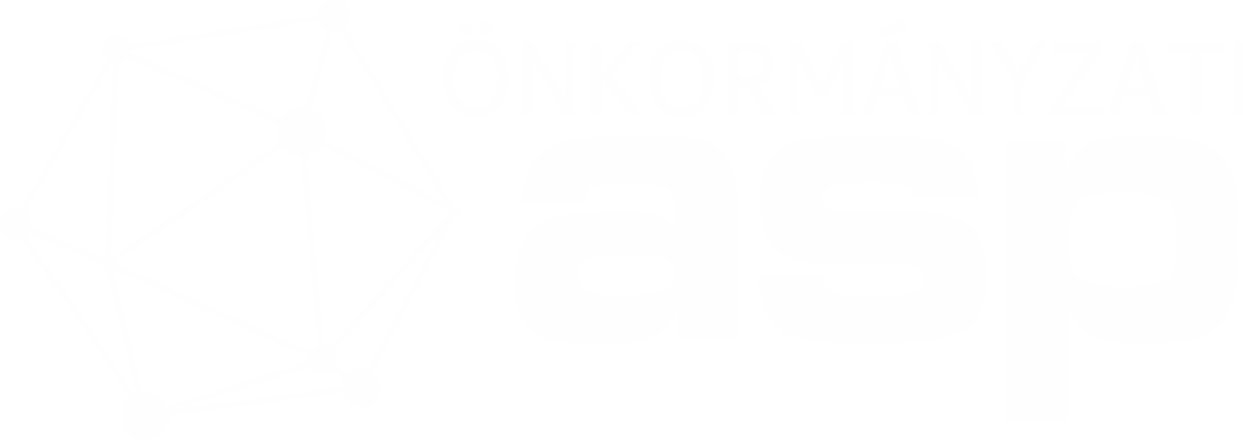 ÖNKORMÁNYZATI
asp